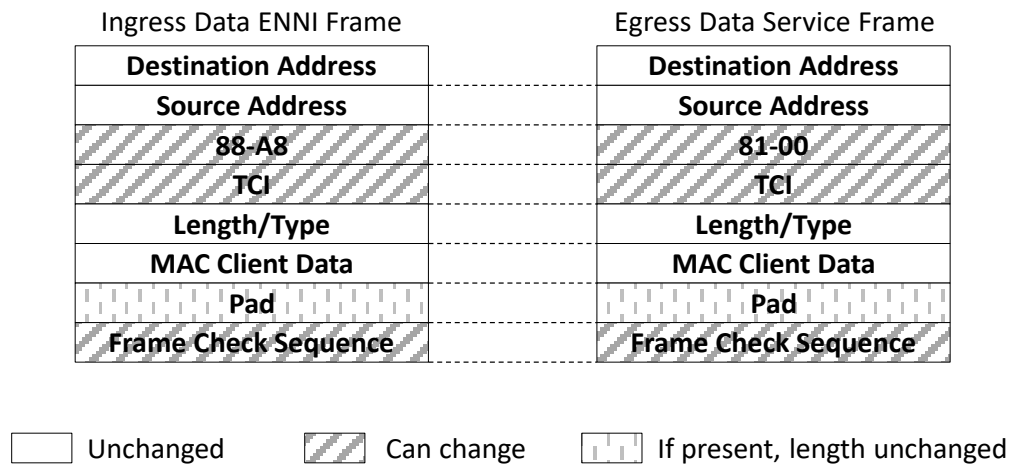 Ingress Data ENNI Frame
Destination Address
Source Address
88-A8
TCI
Length/Type
MAC Client Data
Pad
Frame Check Sequence
Egress Data Service Frame
Destination Address
Source Address
81-00
TCI
Length/Type
MAC Client Data
Pad
Frame Check Sequence
Unchanged
Can change
If present, length unchanged